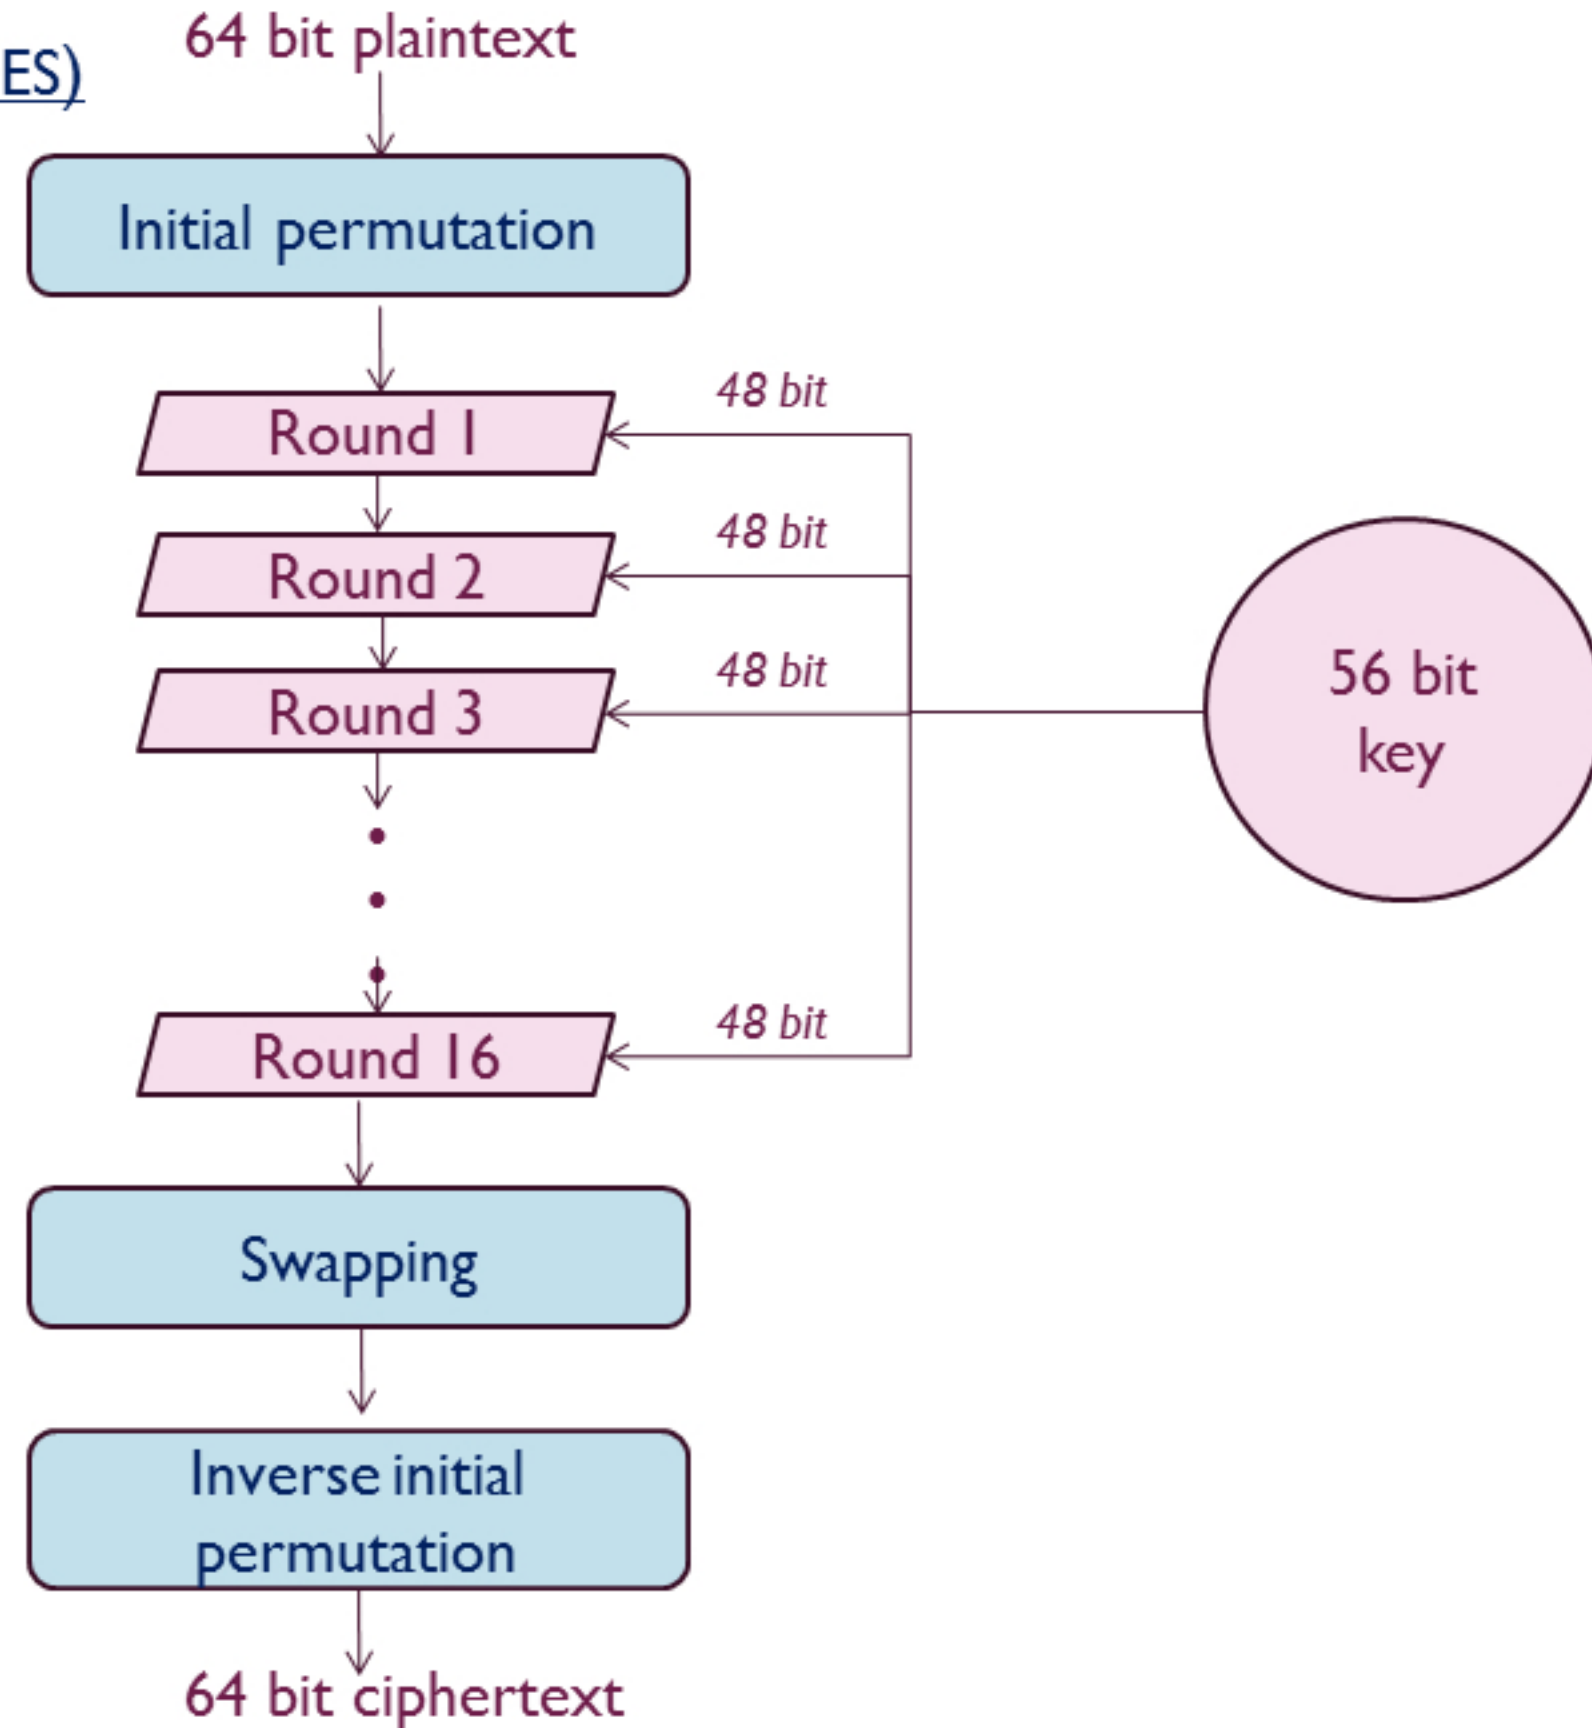 64 bit plaintext
ES)
Initial permutation
48 bit
Round 1
48 bit
Round 2
48 bit
Round 3
56 bit
key
48 bit
Round 16
Swapping
Inverse initial
permutation
64 bit ciphertext